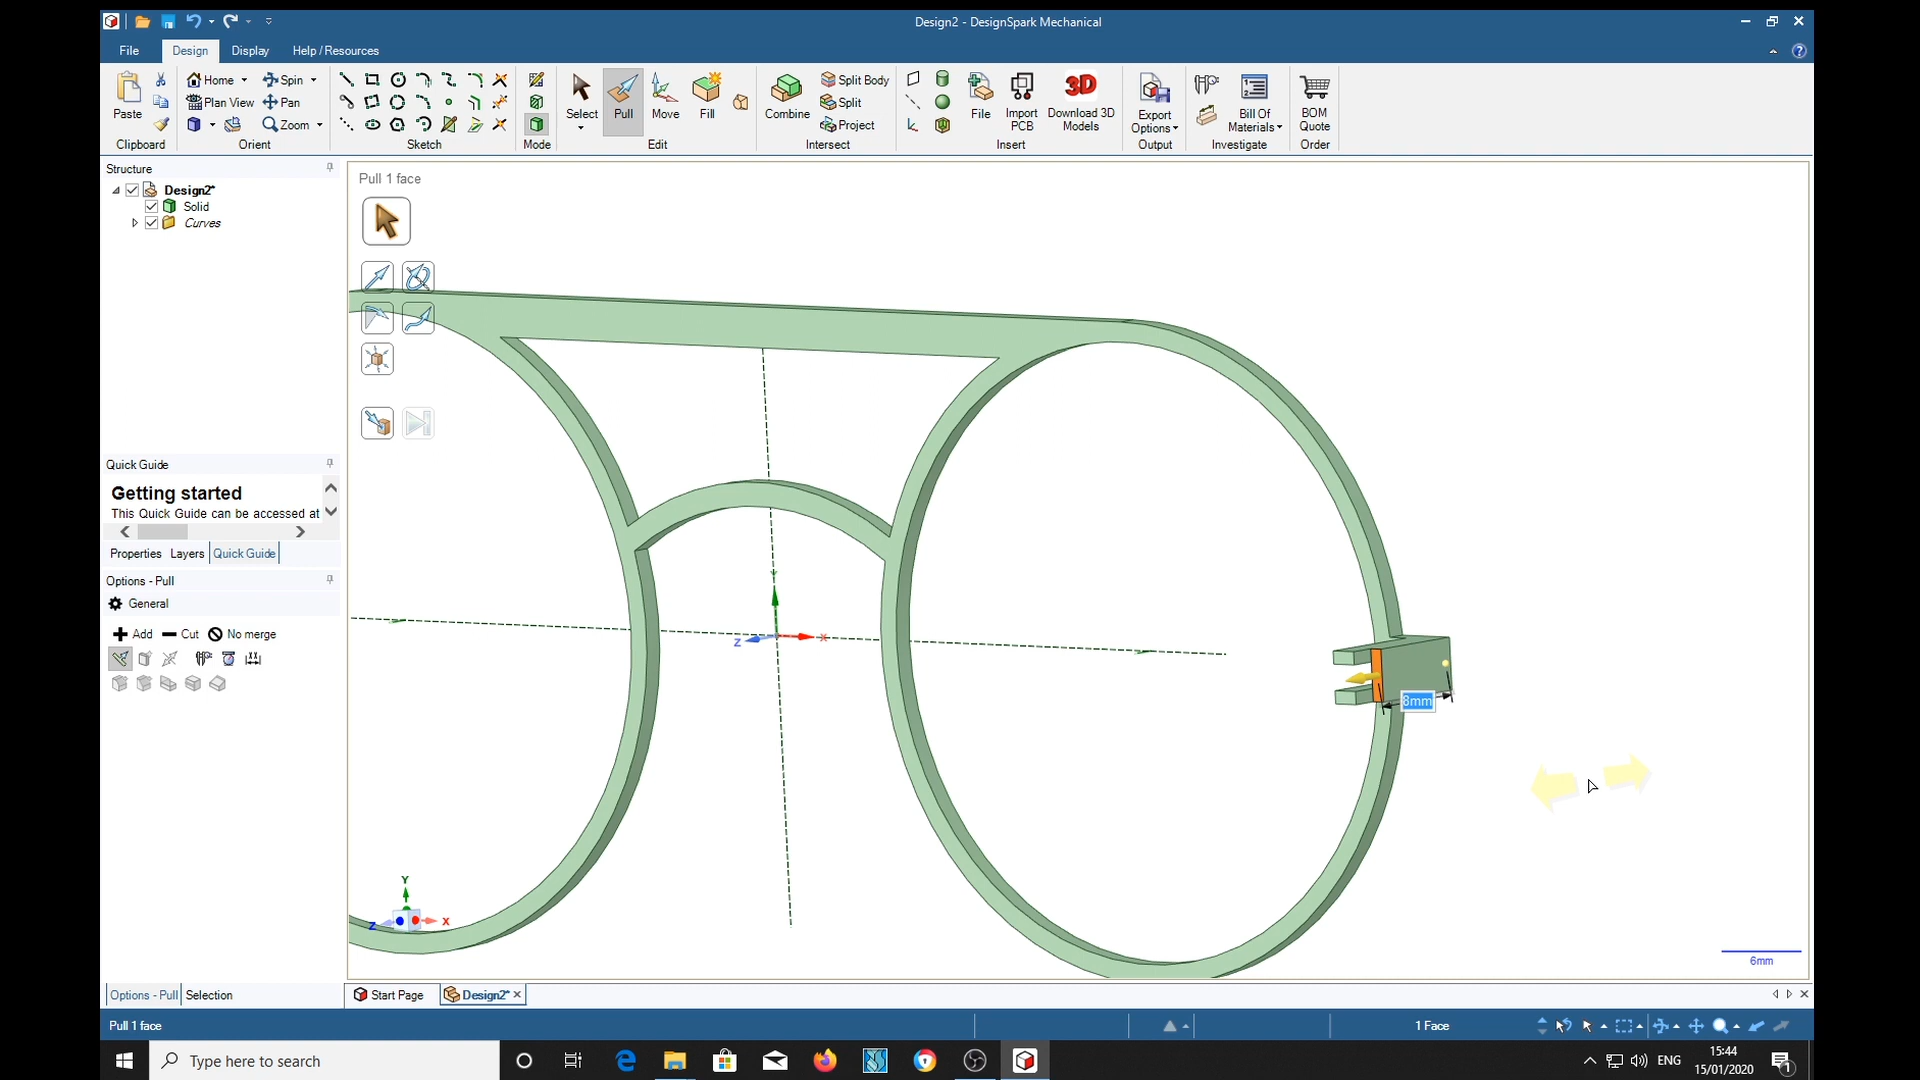 Design2 - DesignSpark Mechanical
File Design Display Help / Resources
Paste
Clipboard
Home Spin
Plan View Pan
Zoom
Orient
Sketch
Mode
Select Pull Move Fill
Edit
Combine
Split Body
Split
Project
Intersect
File
Import PCB
3D
Download 3D Models
Insert
Export Options
Output
Bill Of Materials
Investigate
BOM Quote
Order
Structure
Design2*
Solid
Curves
Quick Guide
Getting started
This Quick Guide can be accessed at
Properties Layers Quick Guide
Options - Pull
General
Add Cut No merge
Options - Pull Selection
Pull 1 face
Y
X
Z
8mm
Y
Z
X
6mm
Start Page Design2*
Pull 1 face
1 Face
Type here to search
ENG
15:44
15/01/2020
1